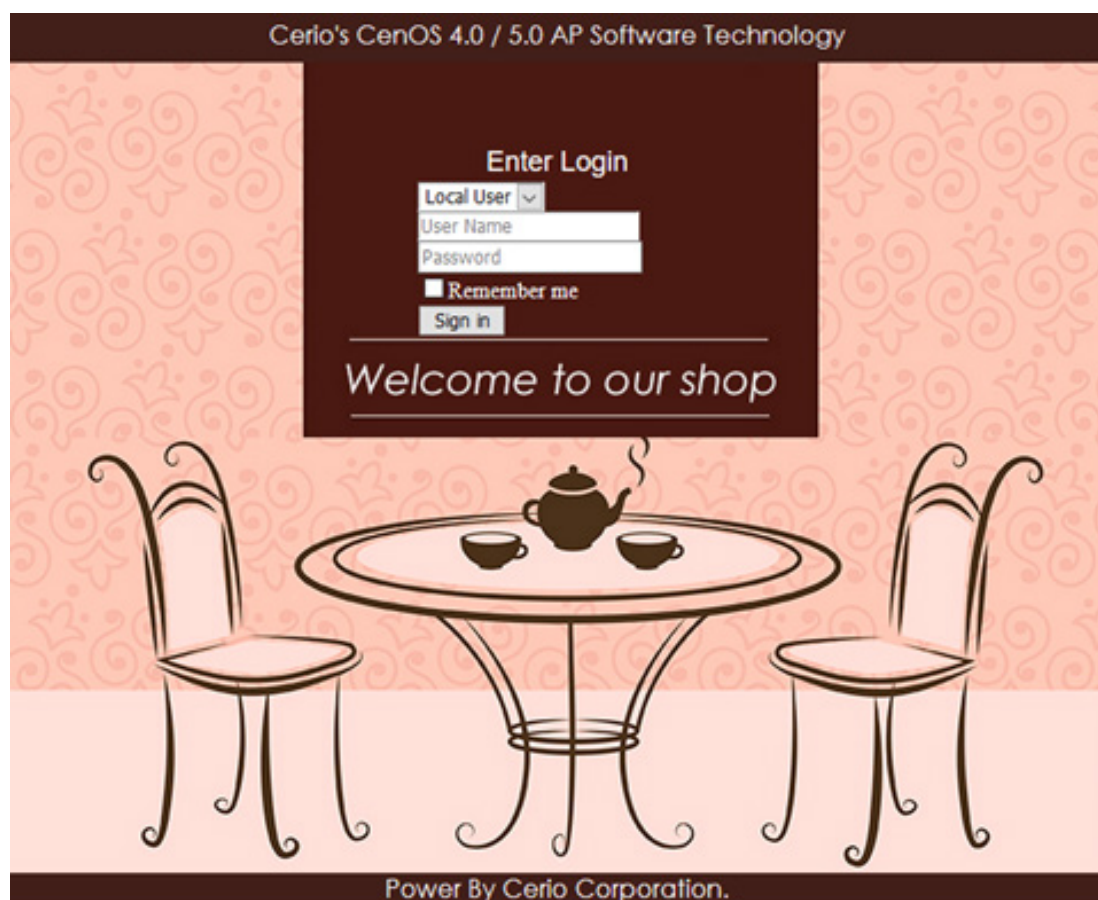 Cerio's CenOS 4.0 / 5.0 AP Software Technology
Enter Login
Local User
User Name
Password
Remember me
Sign in
Welcome to our shop
Power By Cerio Corporation.